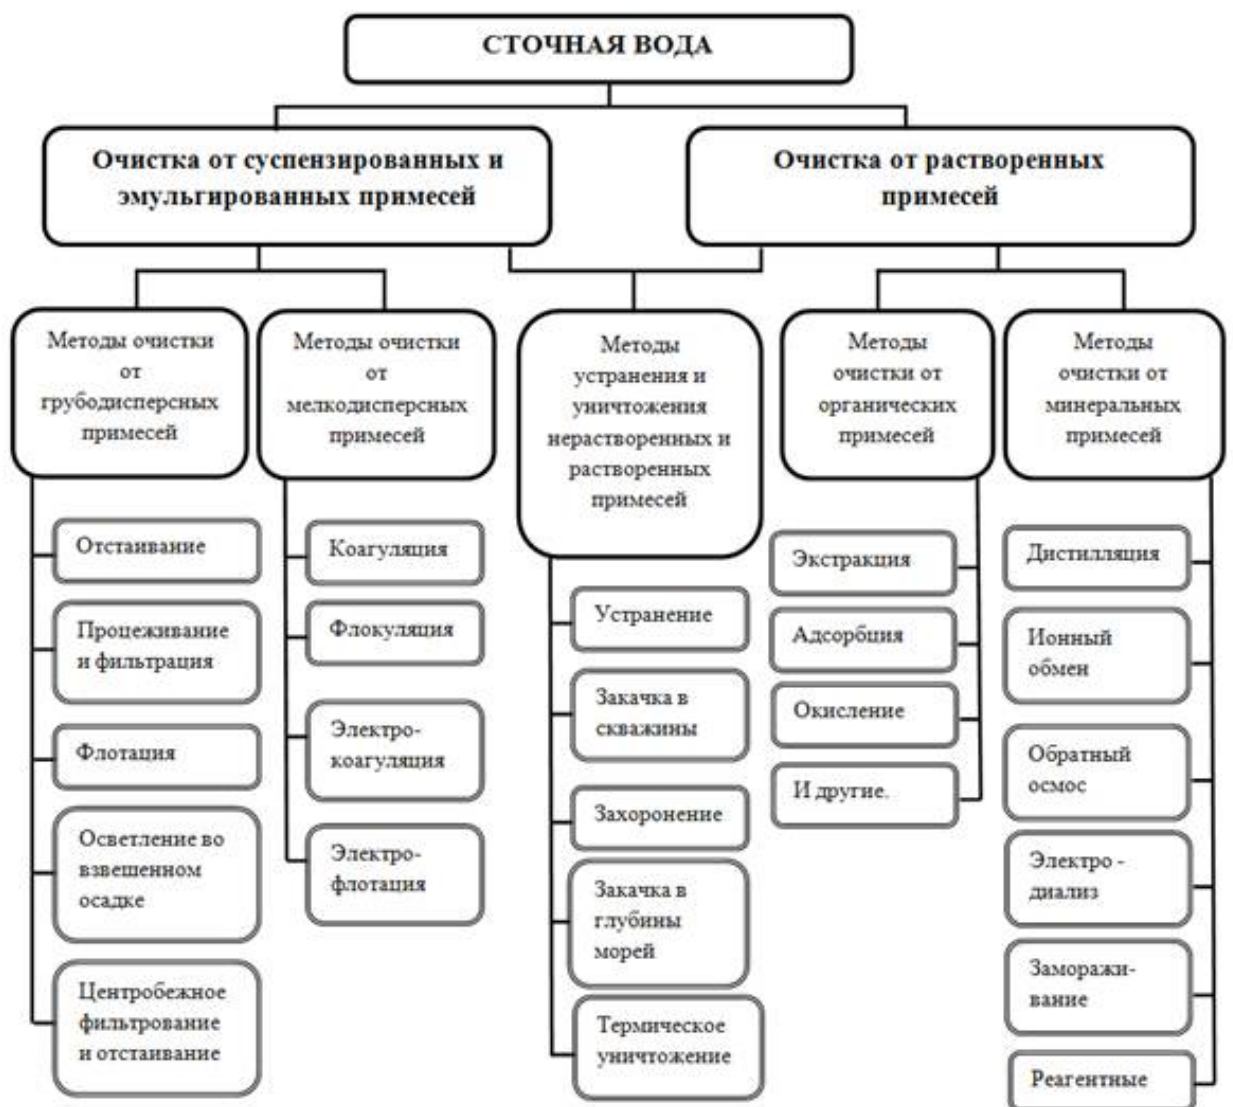 СТОЧНАЯ ВОДА
Очистка от суспензированных и
эмульгированных примесей
Очистка от растворенных
примесей
Методы очистки
от
грубодисперсных
примесей
Методы очистки
от
мелкодисперсных
примесей
Методы
устранения и
уничтожения
нерастворенных и
растворенных
примесей
Методы
очистки от
органических
примесей
Методы
очистки от
минеральных
примесей
Отстаивание
Процеживание
и фильтрация
Флотация
Осветление во
взвешенном
осадке
Центробежное
фильтрование
и отстаивание
Коагуляция
Флокуляция
Электро-
коагуляция
Электро-
флотация
Устранение
Закачка в
скважины
Захоронение
Закачка в
глубины
морей
Термическое
уничтожение
Экстракция
Адсорбция
Окисление
И другие.
Дистилляция
Ионный
обмен
Обратный
осмос
Электро -
диализ
Заморажи-
вание
Реагентные